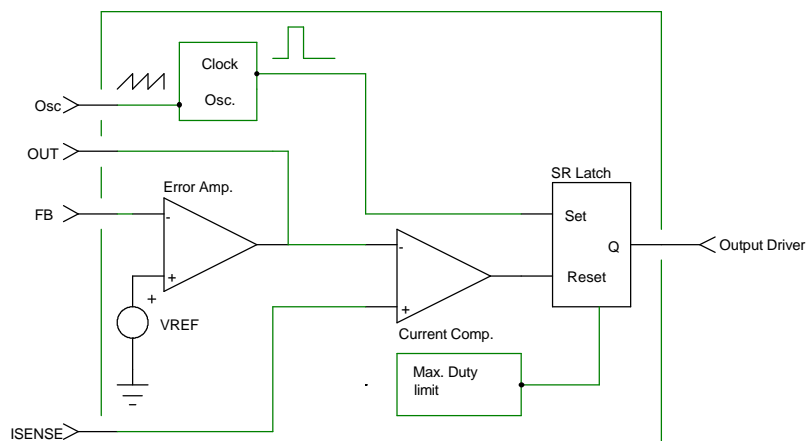 Clock
Osc.
Osc
OUT
Error Amp.
SR Latch
FB
-
Set
-
Q
Output Driver
+
+
Reset
+
VREF
Current Comp.
Max. Duty
limit
ISENSE